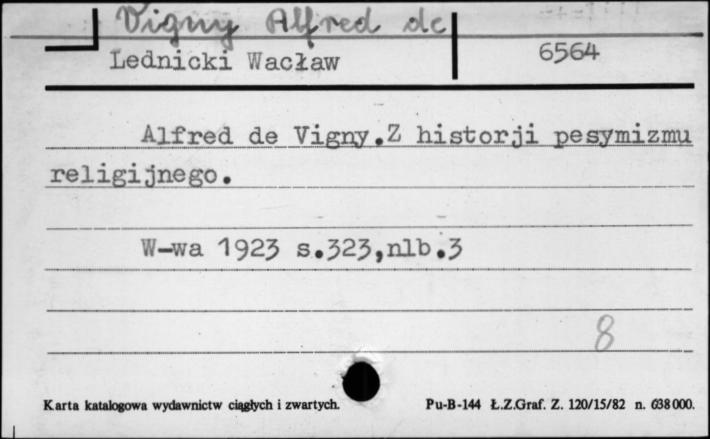 Vigny Alfred de
Lednicki Wacław 6564
Alfred de Vigny.Z historji pesymizmu
religijnego.
W-wa 1923 s.323,nlb.3
8
Karta katalogowa wydawnictw ciągłych i zwartych. Pu-B-144 Ł.Z.Graf. Z. 120/15/82 n. 638000.